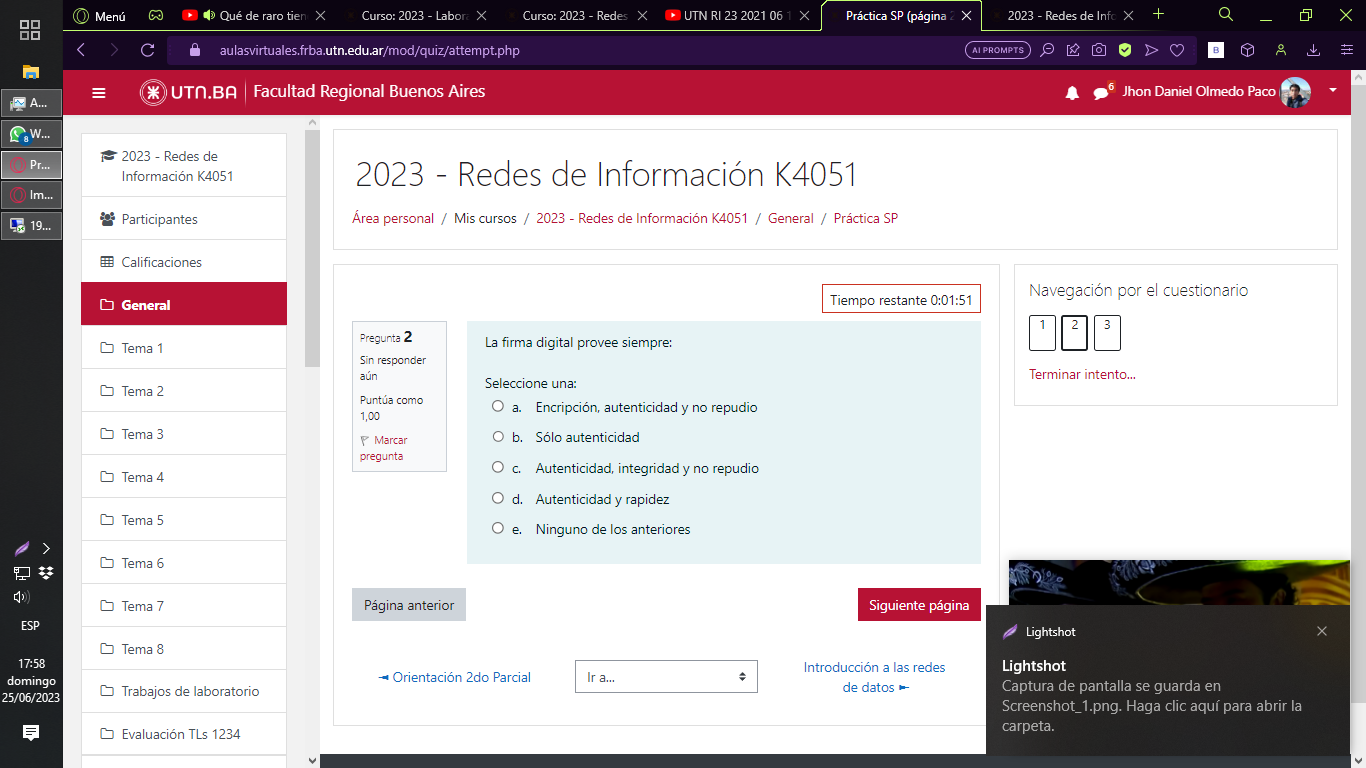 Menú
Qué de raro tien
Curso: 2023 - Labora
Curso: 2023 - Redes
UTN RI 23 2021 06 1
Práctica SP (página 2
2023 - Redes de Info
aulasvirtuales.frba.utn.edu.ar/mod/quiz/attempt.php
AI PROMPTS
B
A...
8
W...
Pr...
Im...
19...
UTN.BA
Facultad Regional Buenos Aires
6
Jhon Daniel Olmedo Paco
2023 - Redes de
Información K4051
Participantes
Calificaciones
General
Tema 1
Tema 2
Tema 3
Tema 4
Tema 5
Tema 6
Tema 7
Tema 8
Trabajos de laboratorio
Evaluación TLs 1234
2023 - Redes de Información K4051
Área personal / Mis cursos / 2023 - Redes de Información K4051 / General / Práctica SP
Tiempo restante 0:01:51
Pregunta 2
Sin responder
aún
Puntúa como
1,00
Marcar
pregunta
La firma digital provee siempre:
Seleccione una:
a. Encripción, autenticidad y no repudio
b. Sólo autenticidad
c. Autenticidad, integridad y no repudio
d. Autenticidad y rapidez
e. Ninguno de los anteriores
Página anterior
Siguiente página
◄ Orientación 2do Parcial
Ir a...
Introducción a las redes
de datos ►
Navegación por el cuestionario
1
2
3
Terminar intento...
Lightshot
Lightshot
Captura de pantalla se guarda en
Screenshot_1.png. Haga clic aquí para abrir la
carpeta.
ESP
17:58
domingo
25/06/2023